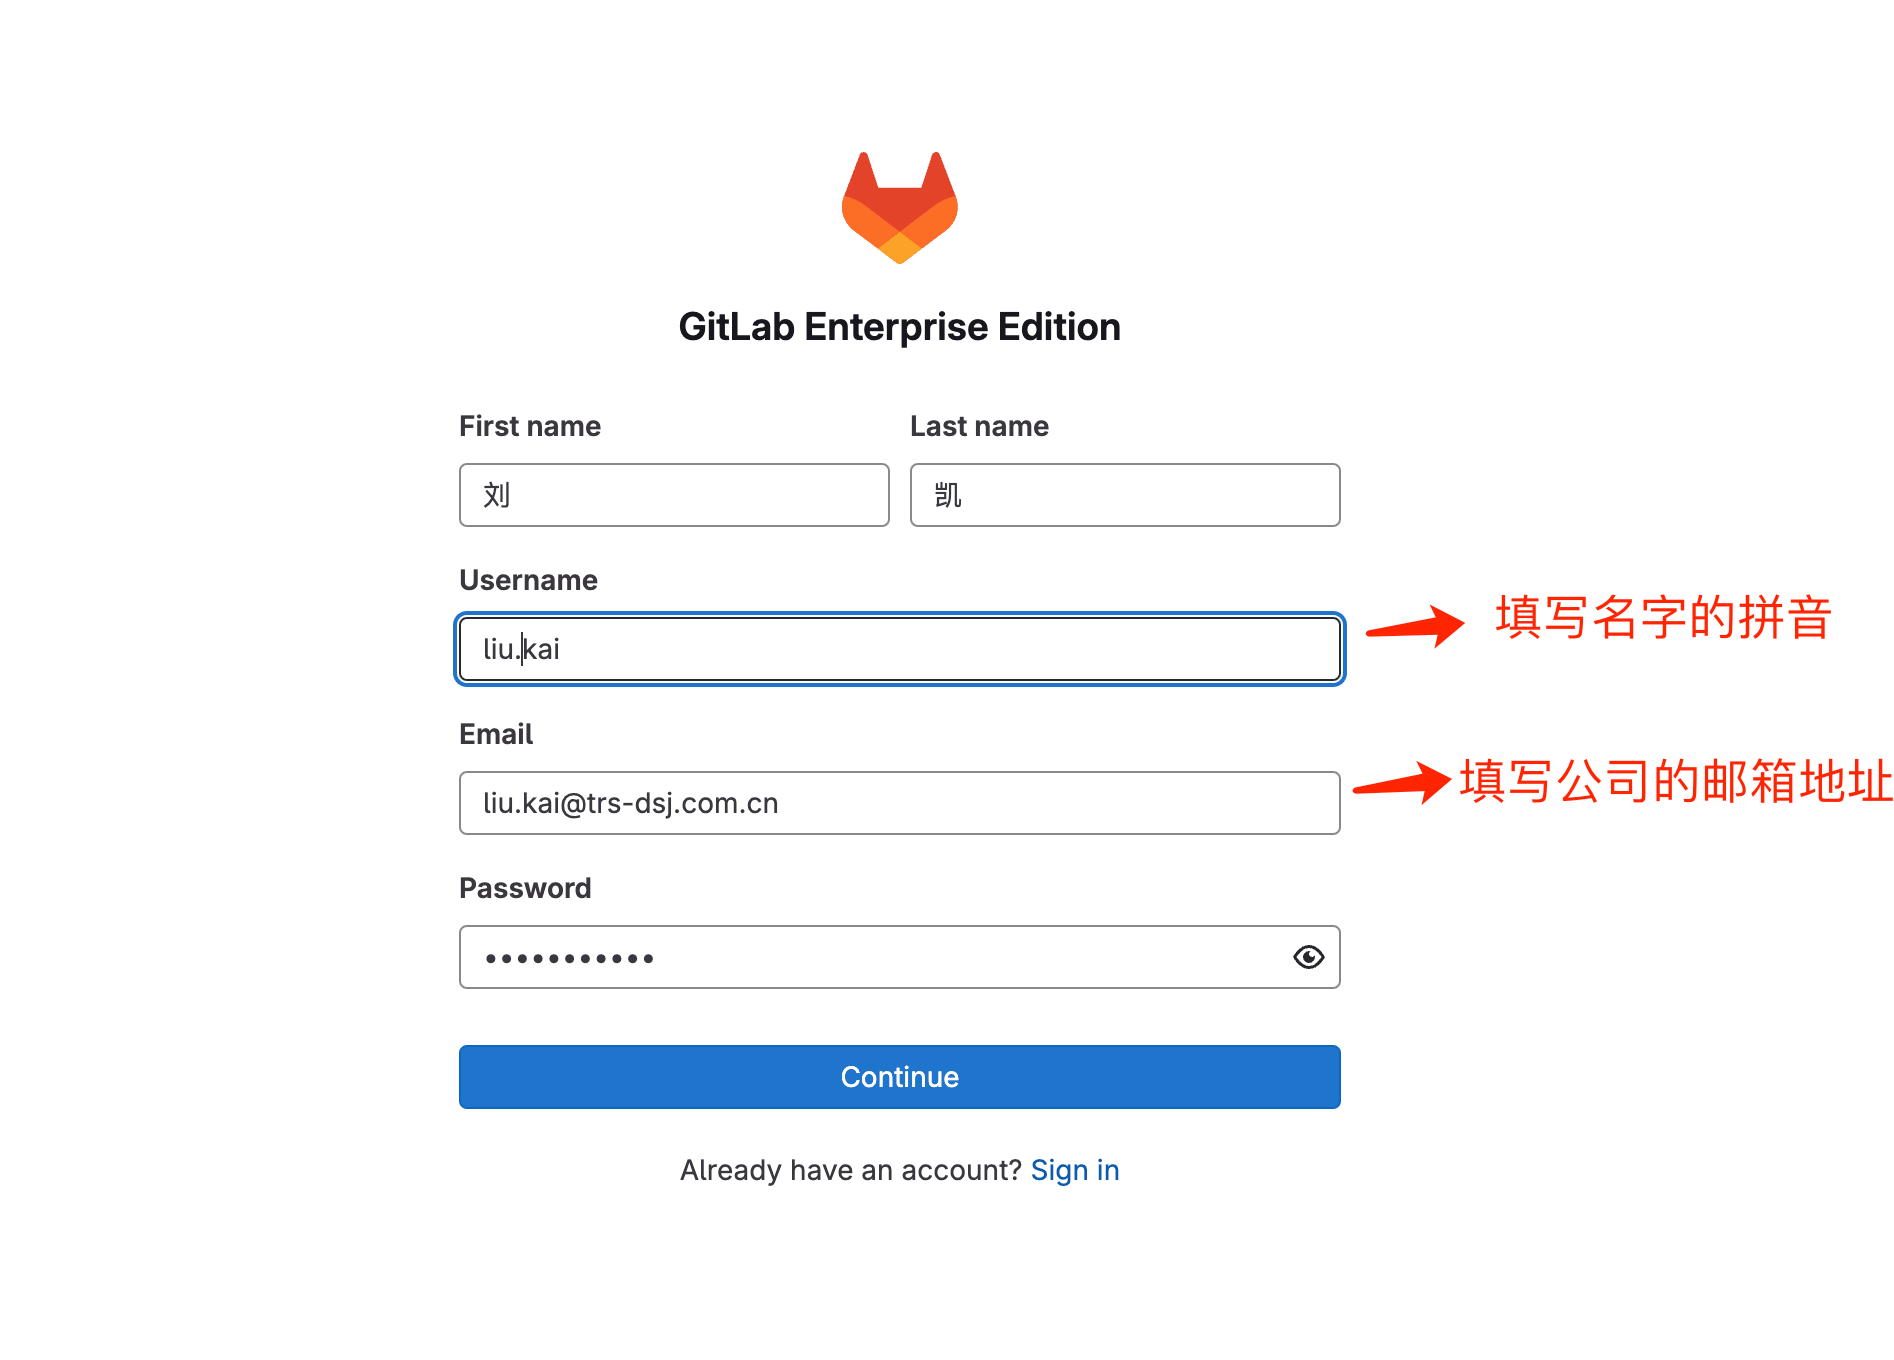 GitLab Enterprise Edition
First name
Last name
刘
凯
Username
liu.kai
填写名字的拼音
Email
liu.kai@trs-dsj.com.cn
填写公司的邮箱地址
Password
•••••••••••
Continue
Already have an account? Sign in